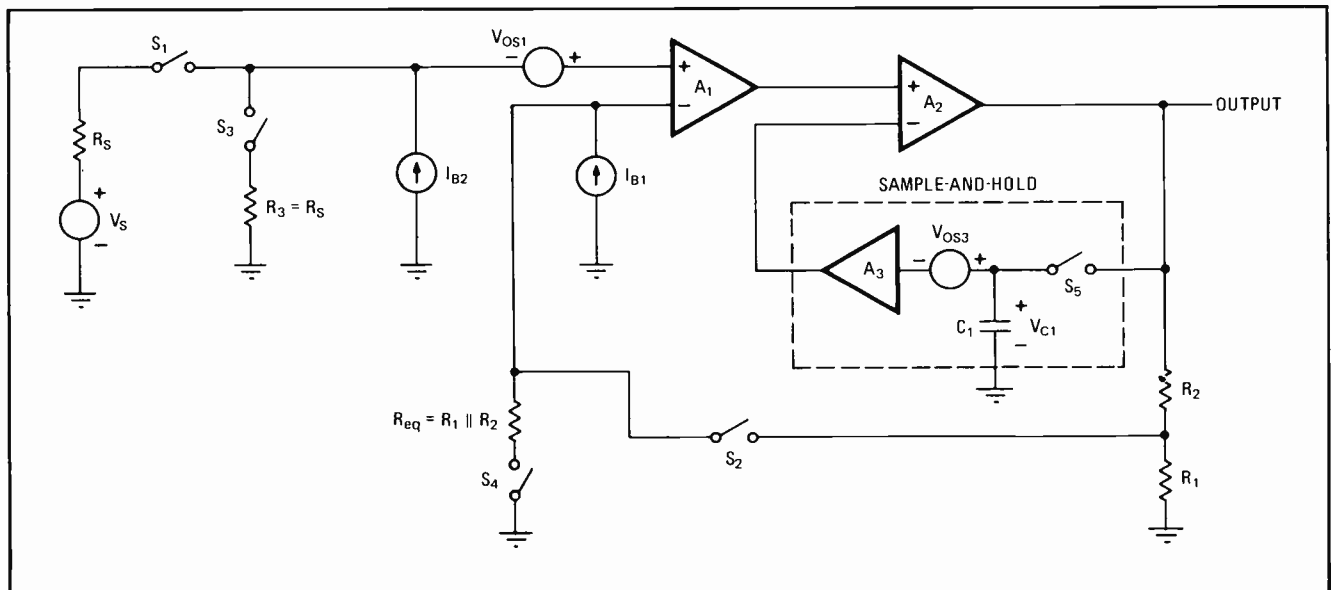 S1
VOS1
− +
+
−
A1
+
−
A2
OUTPUT
RS
S3
IB2
IB1
SAMPLE-AND-HOLD
+
VS
−
R3 = RS
VOS3
− +
A3
S5
C1
+
VC1
−
R2
Req = R1 || R2
S2
S4
R1